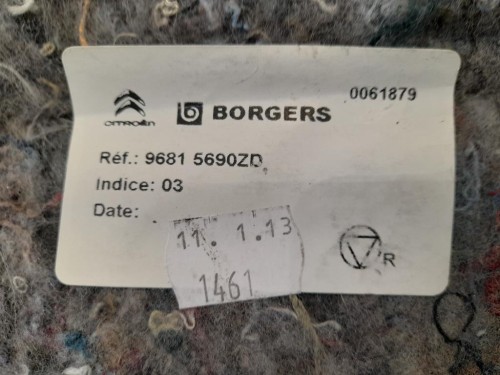 0061879
CITROËN BORGERS
Réf.: 9681 5690ZD
Indice: 03
Date:
11. 1.13
1461
R